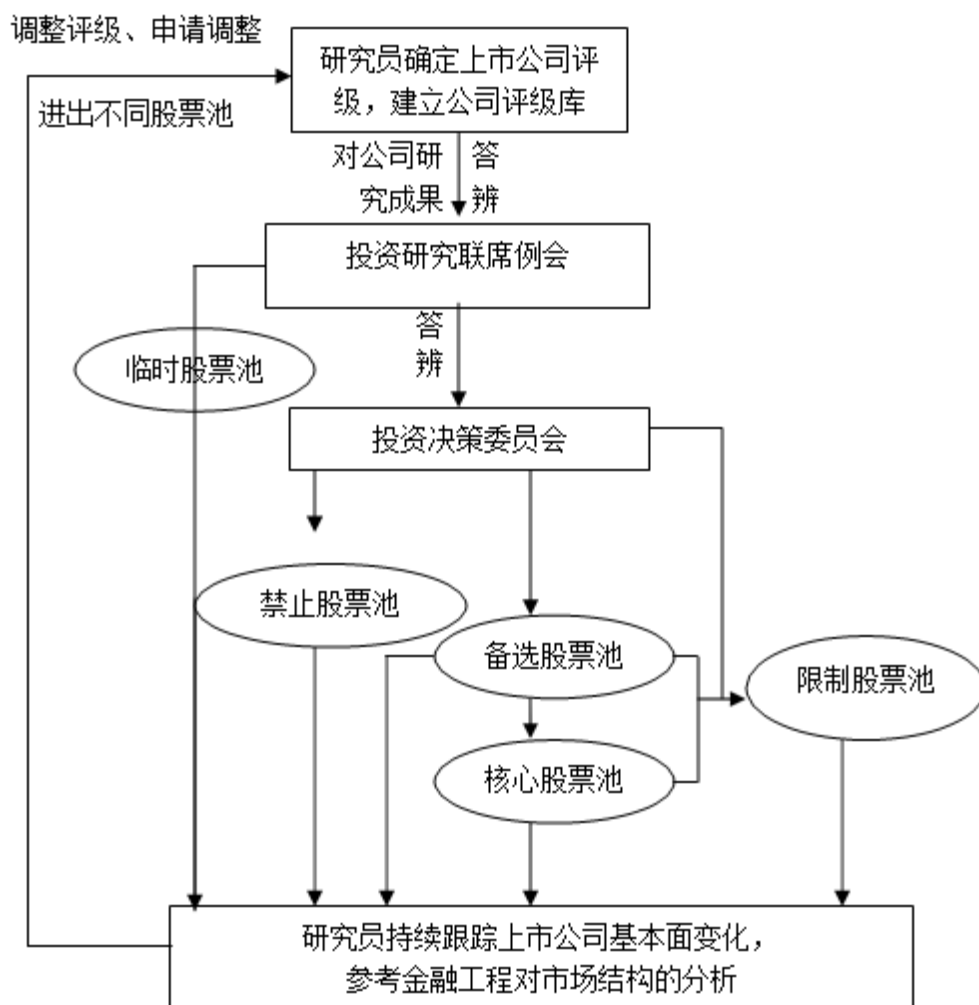 调整评级、申请调整
进出不同股票池
研究员确定上市公司评
级，建立公司评级库
对公司研
究成果
答
辨
投资研究联席例会
答
辨
临时股票池
投资决策委员会
禁止股票池
备选股票池
限制股票池
核心股票池
研究员持续跟踪上市公司基本面变化，
参考金融工程对市场结构的分析